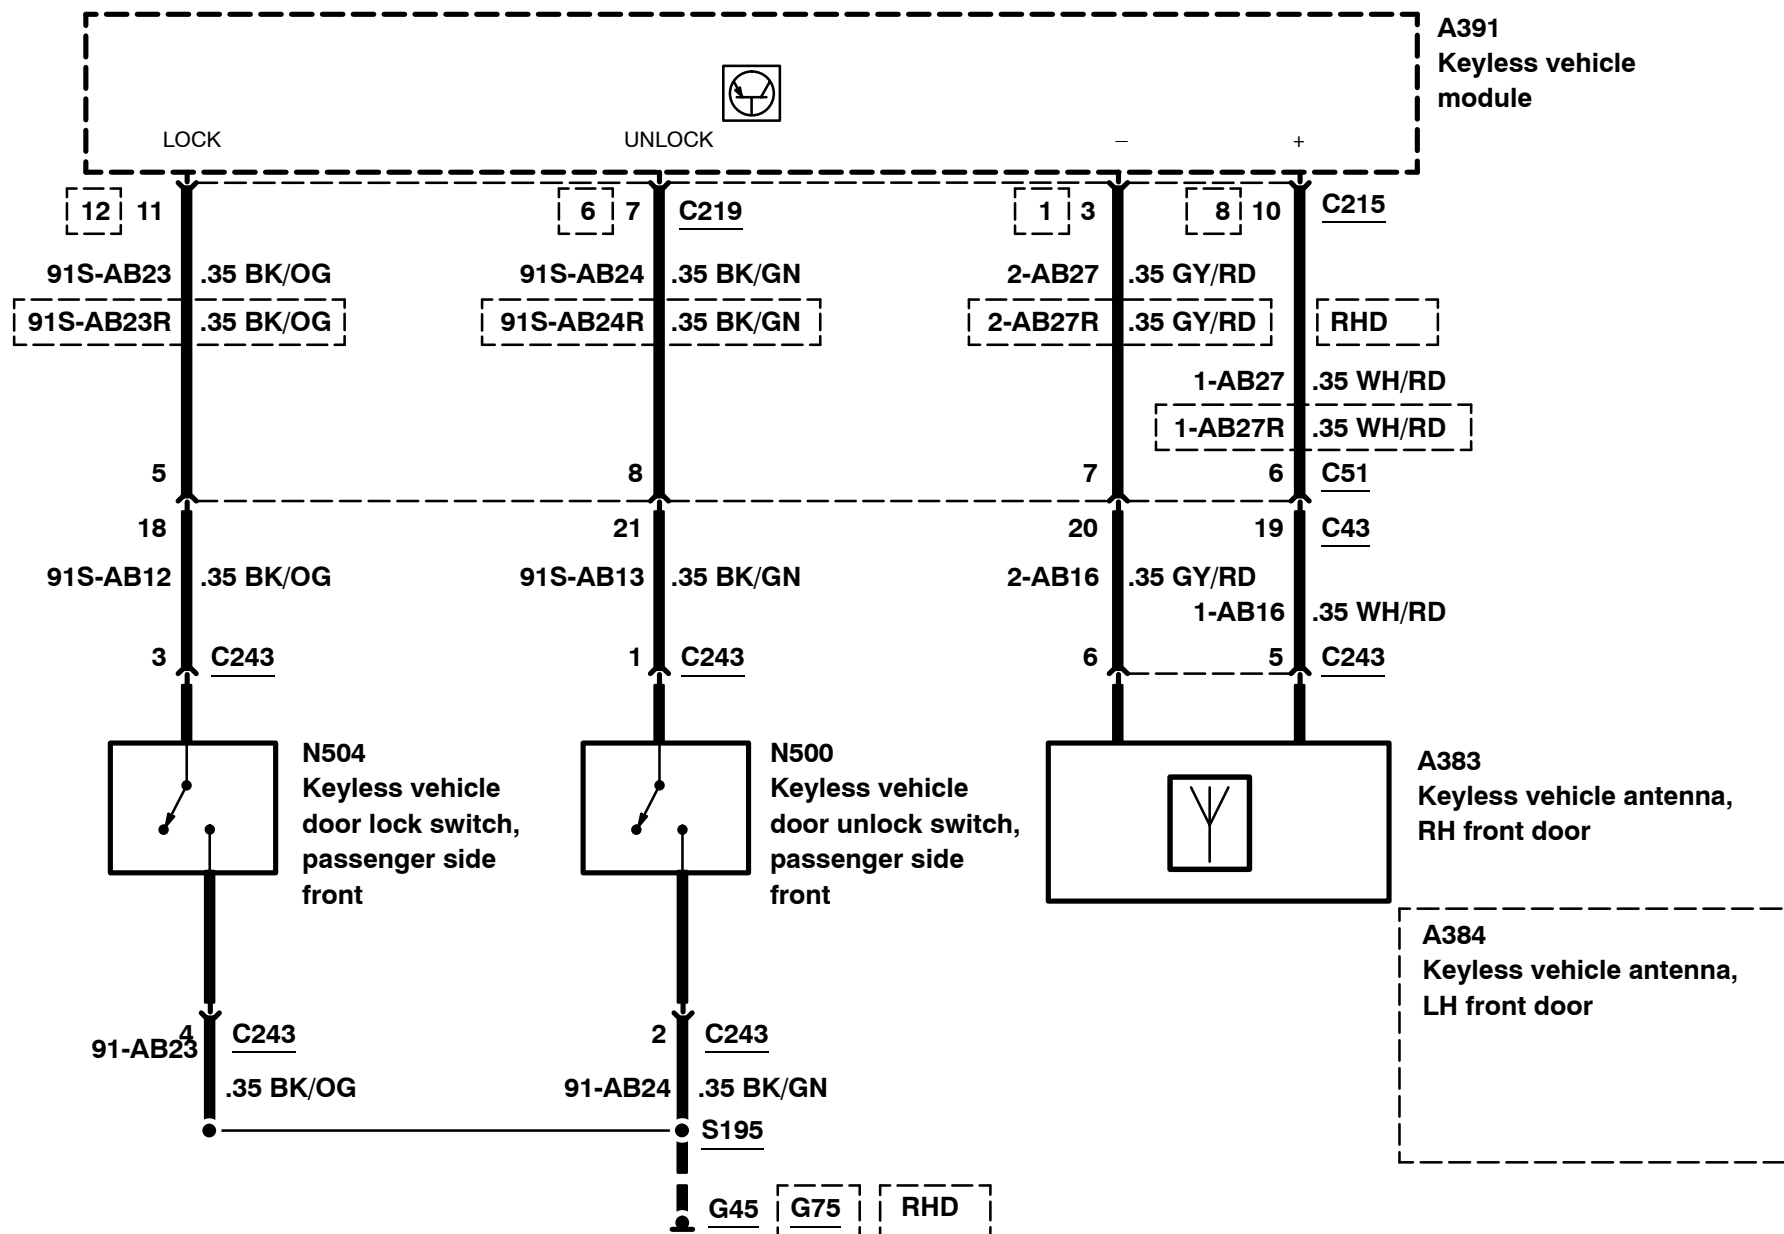 A391
Keyless vehicle
module
LOCK
UNLOCK
–
+
12 11
6 7 C219
1 3
8 10 C215
91S-AB23 .35 BK/OG
91S-AB24 .35 BK/GN
2-AB27 .35 GY/RD
91S-AB23R .35 BK/OG
91S-AB24R .35 BK/GN
2-AB27R .35 GY/RD
RHD
1-AB27 .35 WH/RD
1-AB27R .35 WH/RD
5
8
7
6 C51
18
21
20
19 C43
91S-AB12 .35 BK/OG
91S-AB13 .35 BK/GN
2-AB16 .35 GY/RD
1-AB16 .35 WH/RD
3 C243
1 C243
6
5 C243
N504
Keyless vehicle
door lock switch,
passenger side
front
N500
Keyless vehicle
door unlock switch,
passenger side
front
A383
Keyless vehicle antenna,
RH front door
A384
Keyless vehicle antenna,
LH front door
4 C243
91-AB23
.35 BK/OG
2 C243
91-AB24 .35 BK/GN
S195
G45 G75 RHD